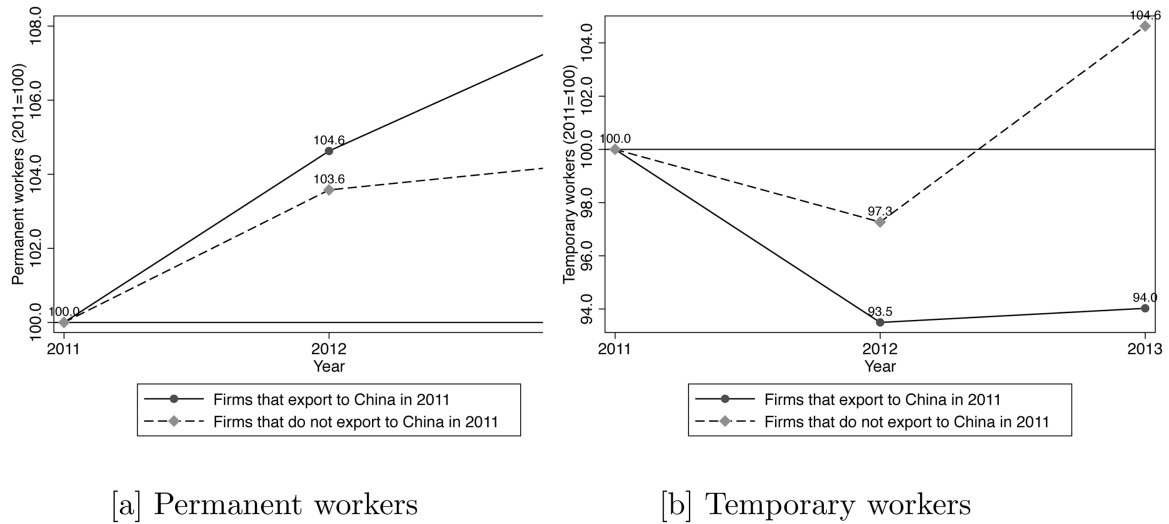 108.0
106.0
104.0
102.0
100.0
Permanent workers (2011=100)
104.6
103.6
100.0
2011
2012
Year
Firms that export to China in 2011
Firms that do not export to China in 2011
[a] Permanent workers
104.0
102.0
100.0
98.0
96.0
94.0
Temporary workers (2011=100)
104.6
100.0
97.3
93.5
94.0
2011
2012
2013
Year
Firms that export to China in 2011
Firms that do not export to China in 2011
[b] Temporary workers